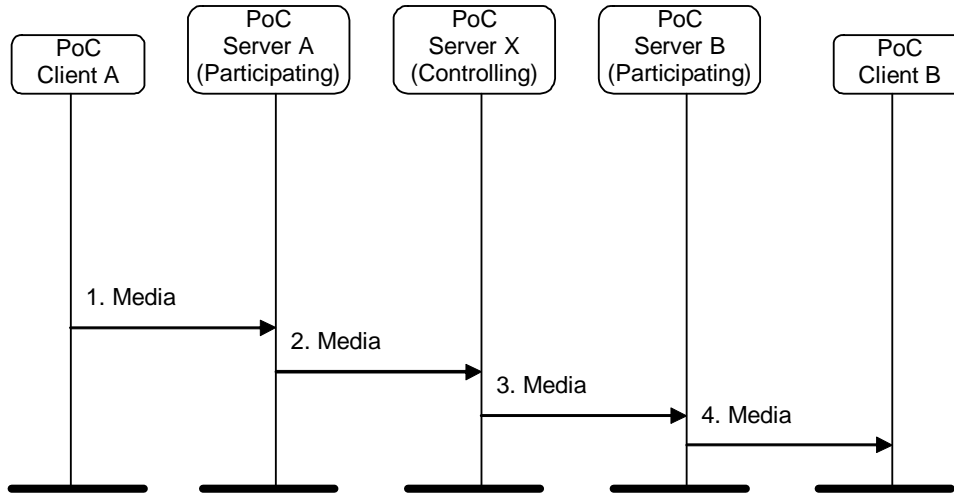 PoC
Client A
PoC
Server A
(Participating)
PoC
Server X
(Controlling)
PoC
Server B
(Participating)
PoC
Client B
1. Media
2. Media
3. Media
4. Media